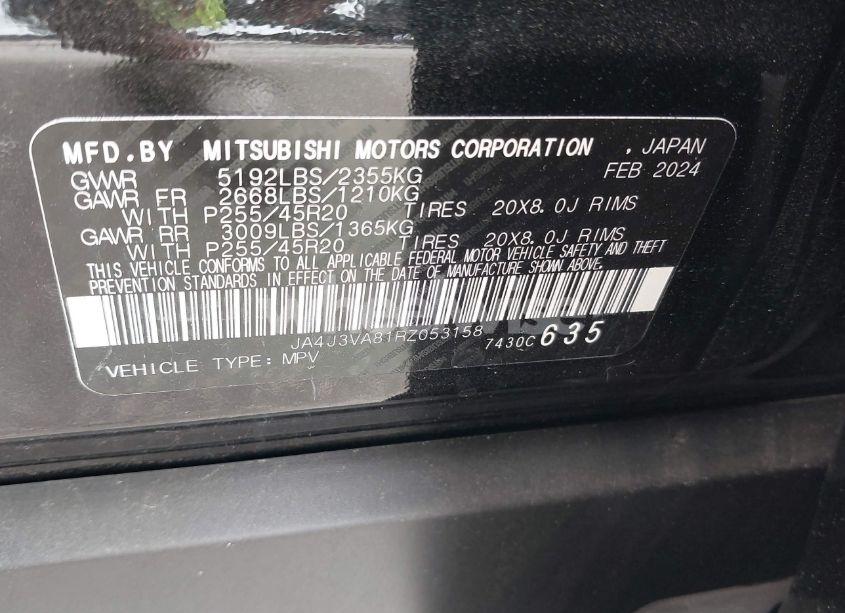 MFD.BY MITSUBISHI MOTORS CORPORATION , JAPAN
FEB 2024
GVWR 5192LBS/2355KG
GAWR FR 2668LBS/1210KG
WITH P255/45R20 TIRES 20X8.0J RIMS
GAWR RR 3009LBS/1365KG
WITH P255/45R20 TIRES 20X8.0J RIMS
THIS VEHICLE CONFORMS TO ALL APPLICABLE FEDERAL MOTOR VEHICLE SAFETY AND THEFT
PREVENTION STANDARDS IN EFFECT ON THE DATE OF MANUFACTURE SHOWN ABOVE.
JA4J3VA81RZ053158 7430C 635
VEHICLE TYPE: MPV